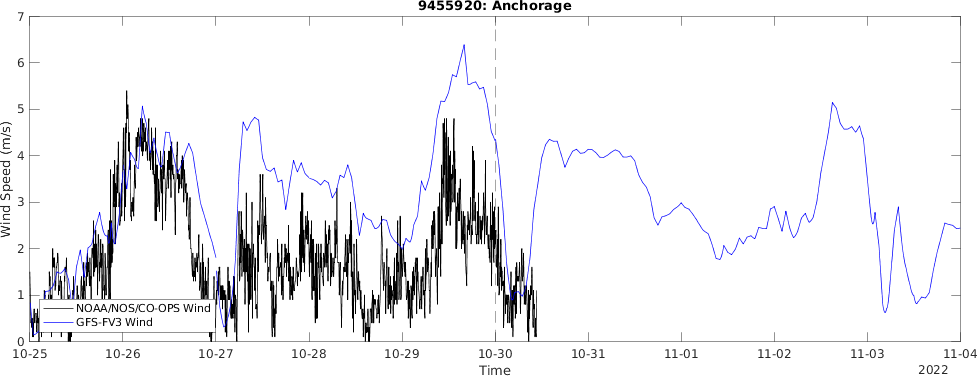 9455920: Anchorage
Wind Speed (m/s)
7
6
5
4
3
2
1
0
NOAA/NOS/CO-OPS Wind
GFS-FV3 Wind
10-25 10-26 10-27 10-28 10-29 10-30 10-31 11-01 11-02 11-03 11-04
Time
2022